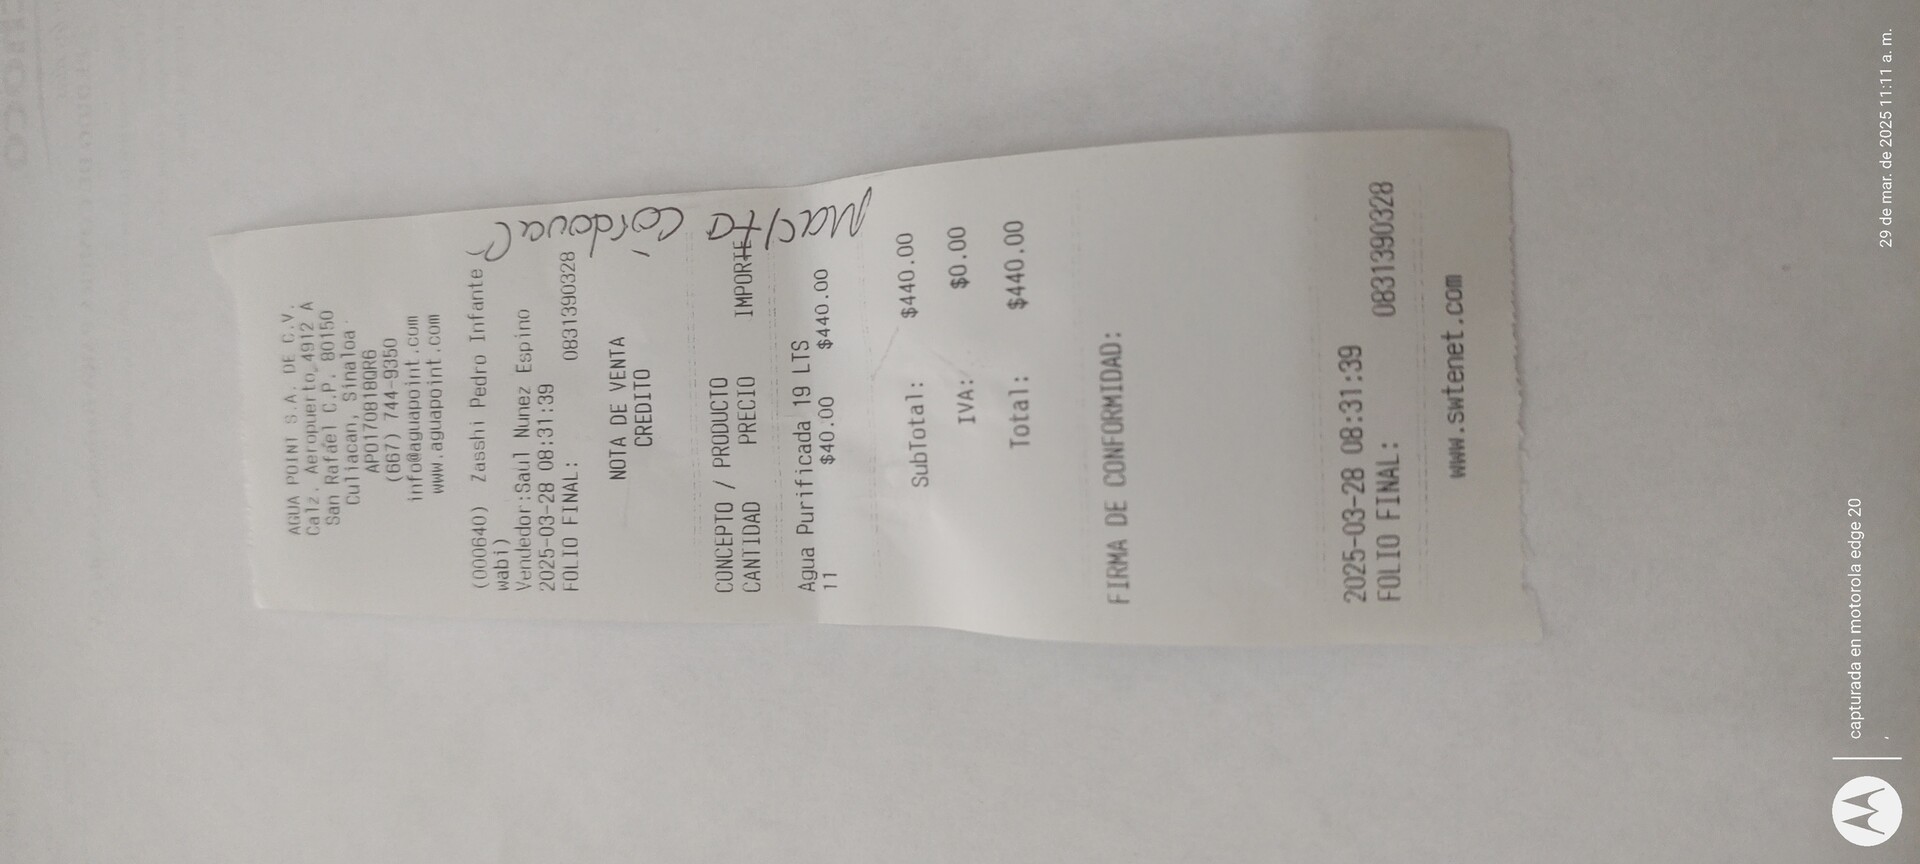 AGUA POINT S.A. DE C.V.
Calz. Aeropuerto 4912 A
San Rafael C.P. 80150
Culiacan, Sinaloa
APO170818QR6
(667) 744-9350
info@aguapoint.com
www.aguapoint.com
(000640) Zasshi Pedro Infante (
wabi)
Vendedor:Saul Nunez Espino
2025-03-28 08:31:39
FOLIO FINAL: 0831390328
NOTA DE VENTA
CREDITO
CONCEPTO / PRODUCTO
CANTIDAD PRECIO IMPORTE
Agua Purificada 19 LTS
11 $40.00 $440.00
SubTotal: $440.00
IVA: $0.00
Total: $440.00
FIRMA DE CONFORMIDAD:
2025-03-28 08:31:39
FOLIO FINAL: 0831390328
www.swtenet.com
Córdova
capturada en motorola edge 20
29 de mar. de 2025 11:11 a. m.